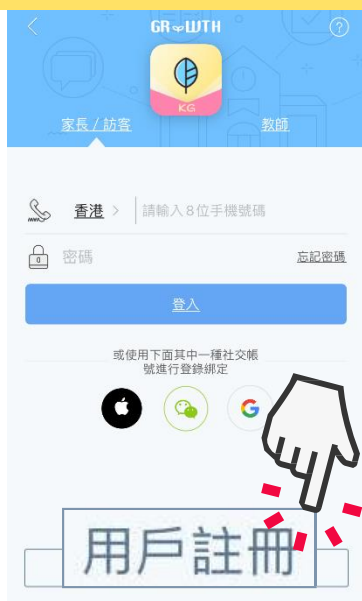 GROWTH
?
KG
家長 / 訪客
教師
香港 > 請輸入8位手機號碼
密碼
忘記密碼
登入
或使用下面其中一種社交帳
號進行登錄綁定
G
用戶註冊